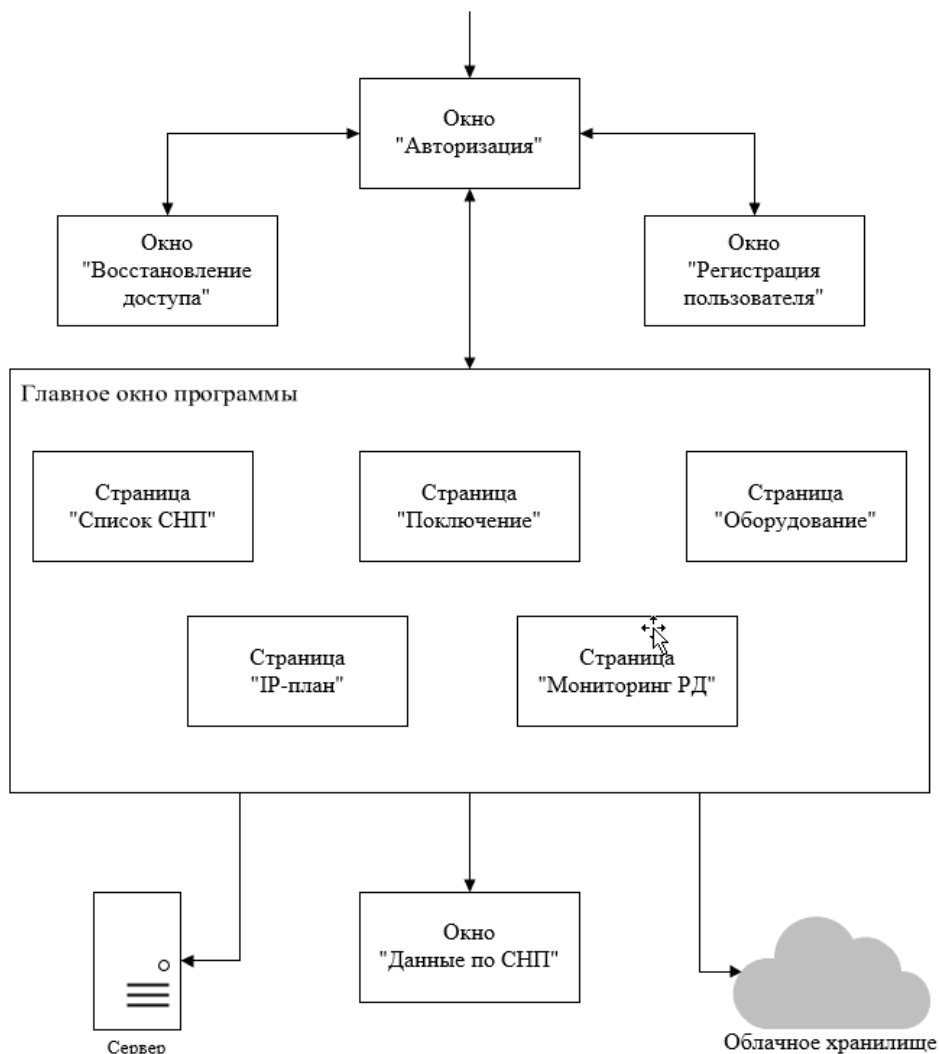 Окно
"Авторизация"
Окно
"Восстановление
доступа"
Окно
"Регистрация
пользователя"
Главное окно программы
Страница
"Список СНП"
Страница
"Поключение"
Страница
"Оборудование"
Страница
"IP-план"
Страница
"Мониторинг РД"
Сервер
Окно
"Данные по СНП"
Облачное хранилище